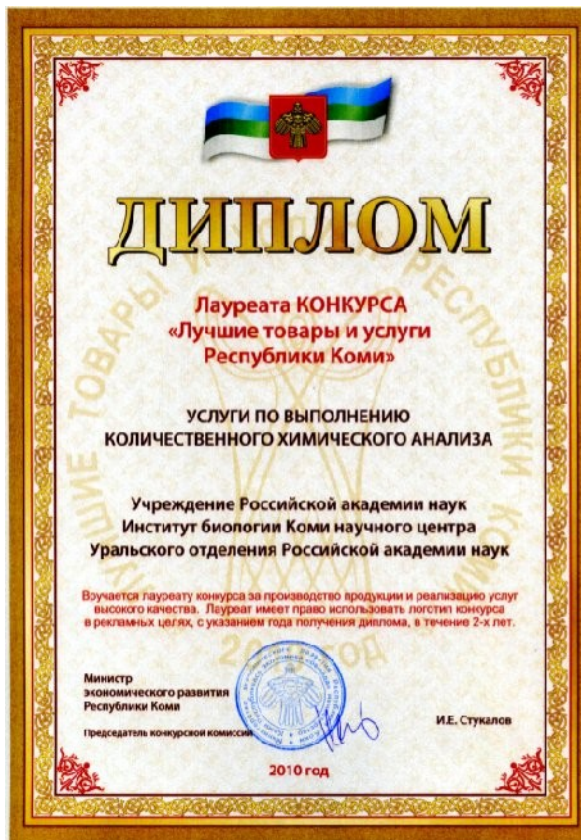 ДИПЛОМ
Лауреата КОНКУРСА
«Лучшие товары и услуги
Республики Коми»
УСЛУГИ ПО ВЫПОЛНЕНИЮ
КОЛИЧЕСТВЕННОГО ХИМИЧЕСКОГО АНАЛИЗА
Учреждение Российской академии наук
Институт биологии Коми научного центра
Уральского отделения Российской академии наук
Вручается лауреату конкурса за производство продукции и реализацию услуг
высокого качества. Лауреат имеет право использовать логотип конкурса
в рекламных целях, с указанием года получения диплома, в течение 2-х лет.
Министр
экономического развития
Республики Коми
Председатель конкурсной комиссии
И.Е. Стукалов
2010 год